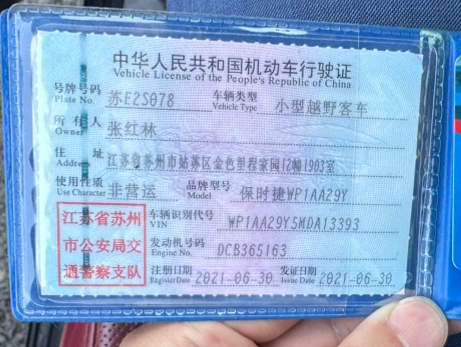 中华人民共和国机动车行驶证
Vehicle License of the People's Republic of China
号牌号码 苏E2S078 车辆类型 小型越野客车
Plate No. Vehicle Type
所有人 张红林
Owner
住址 江苏省苏州市姑苏区金色里程豪园12幢1903室
Address
使用性质 非营运 品牌型号 保时捷WP1AA29Y
Use Character Model
江苏省苏州
市公安局交
通警察支队
车辆识别代号 WP1AA29Y5MDA13393
VIN
发动机号码 DCB365163
Engine No.
注册日期 2021-06-30 发证日期 2021-06-30
Register Date Issue Date